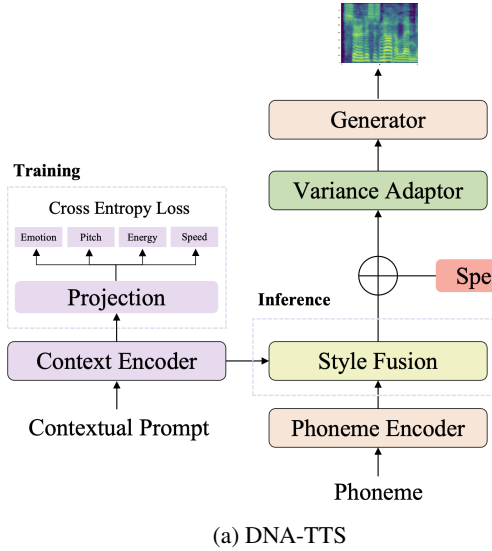 Generator
Training
Variance Adaptor
Cross Entropy Loss
Emotion Pitch Energy Speed
Projection
Spe
Inference
Context Encoder
Style Fusion
Contextual Prompt
Phoneme Encoder
Phoneme
(a) DNA-TTS